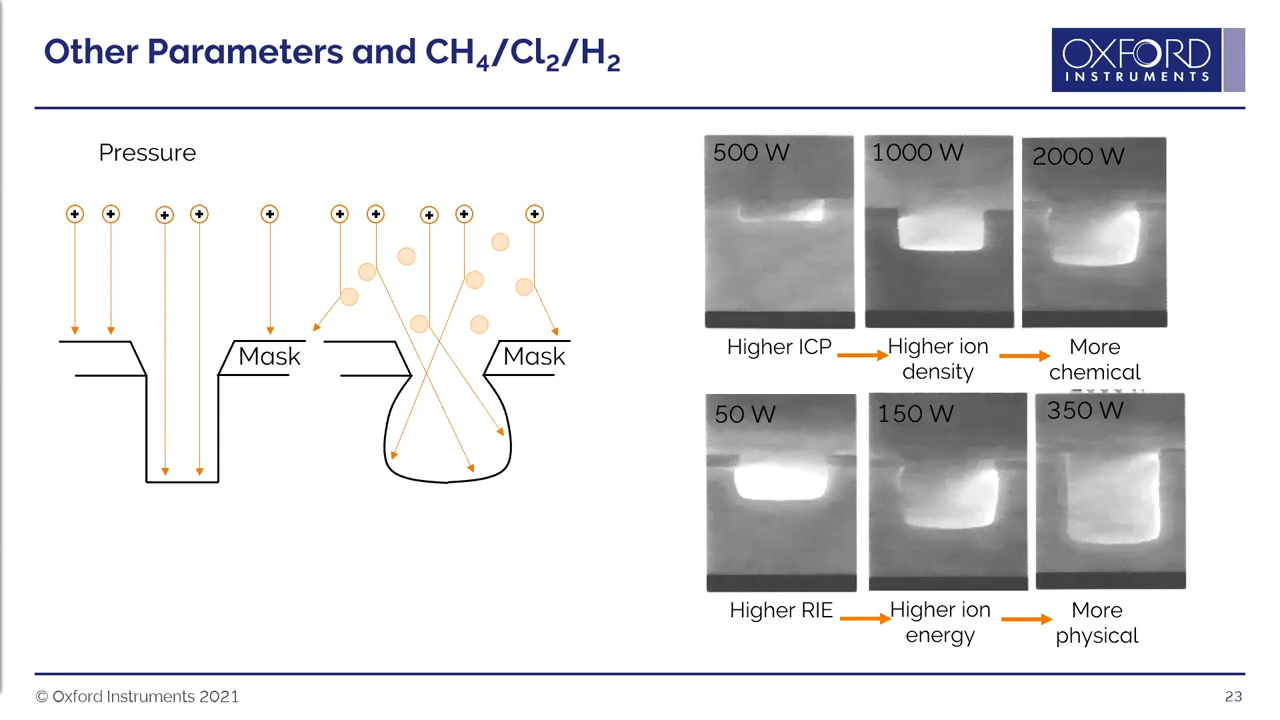 Other Parameters and CH₄/Cl₂/H₂
OXFORD
INSTRUMENTS
Pressure
Mask
Mask
500 W
1000 W
2000 W
Higher ICP
Higher ion
density
More
chemical
50 W
150 W
350 W
Higher RIE
Higher ion
energy
More
physical
© Oxford Instruments 2021
23